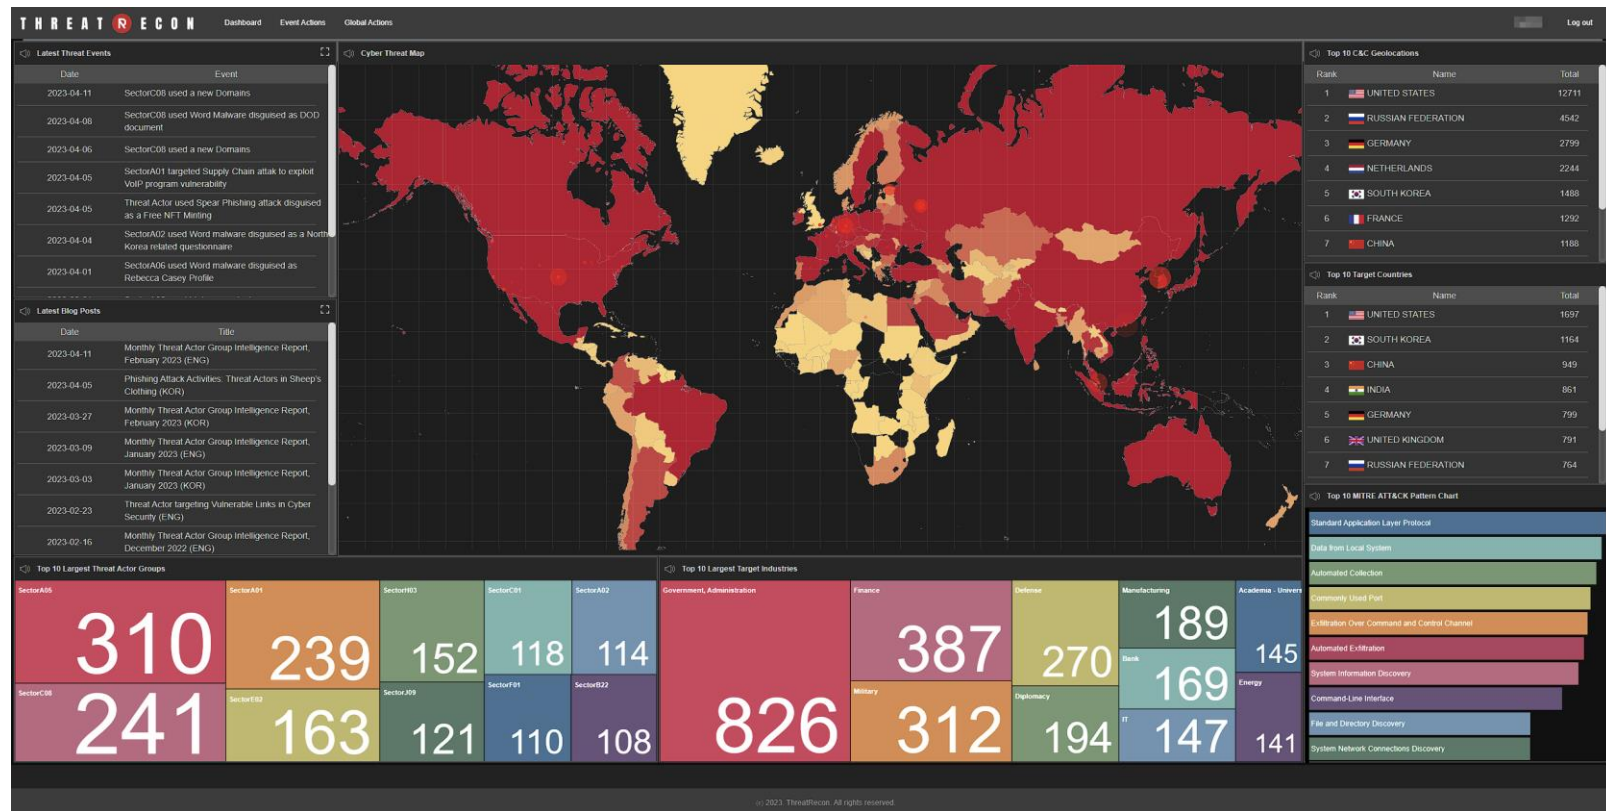 THREAT RECON Dashboard Event Actions Global Actions Log out
Latest Threat Events
Date Event
2023-04-11 SectorC08 used a new Domains
2023-04-08 SectorC08 used Word Malware disguised as DOD
document
2023-04-06 SectorC08 used a new Domains
2023-04-05 SectorA01 targeted Supply Chain attak to exploit
VoIP program vulnerability
2023-04-05 Threat Actor used Spear Phishing attack disguised
as a Free NFT Minting
2023-04-04 SectorA02 used Word malware disguised as a North
Korea related questionnaire
2023-04-01 SectorA06 used Word malware disguised as
Rebecca Casey Profile
Latest Blog Posts
Date Title
2023-04-11 Monthly Threat Actor Group Intelligence Report,
February 2023 (ENG)
2023-04-05 Phishing Attack Activities: Threat Actors in Sheep's
Clothing (KOR)
2023-03-27 Monthly Threat Actor Group Intelligence Report,
February 2023 (KOR)
2023-03-09 Monthly Threat Actor Group Intelligence Report,
January 2023 (ENG)
2023-03-03 Monthly Threat Actor Group Intelligence Report,
January 2023 (KOR)
2023-02-23 Threat Actor targeting Vulnerable Links in Cyber
Security (ENG)
2023-02-16 Monthly Threat Actor Group Intelligence Report,
December 2022 (ENG)
Cyber Threat Map
Top 10 C&C Geolocations
Rank Name Total
1 UNITED STATES 12711
2 RUSSIAN FEDERATION 4542
3 GERMANY 2799
4 NETHERLANDS 2244
5 SOUTH KOREA 1488
6 FRANCE 1292
7 CHINA 1188
Top 10 Target Countries
Rank Name Total
1 UNITED STATES 1697
2 SOUTH KOREA 1164
3 CHINA 949
4 INDIA 861
5 GERMANY 799
6 UNITED KINGDOM 791
7 RUSSIAN FEDERATION 764
Top 10 MITRE ATT&CK Pattern Chart
Standard Application Layer Protocol
Data from Local System
Automated Collection
Commonly Used Port
Exfiltration Over Command and Control Channel
Automated Exfiltration
System Information Discovery
Command-Line Interface
File and Directory Discovery
System Network Connections Discovery
Top 10 Largest Threat Actor Groups
SectorA05
310
SectorC08
241
SectorA01
239
SectorE02
163
SectorH03
152
SectorJ09
121
SectorC01
118
SectorF01
110
SectorA02
114
SectorB22
108
Top 10 Largest Target Industries
Government, Administration
826
Finance
387
Military
312
Defense
270
Diplomacy
194
Manufacturing
189
Bank
169
IT
147
Academia - Univers
145
Energy
141
(c) 2023. ThreatRecon. All rights reserved.